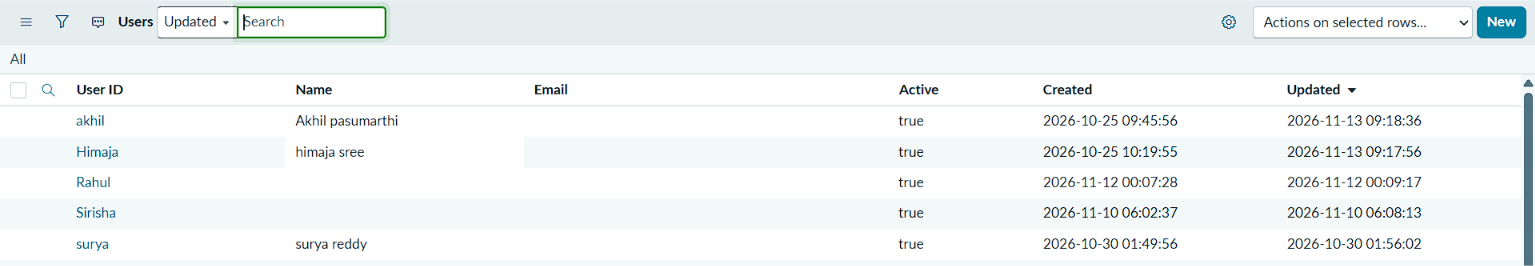 Users Updated Search Actions on selected rows... New
All
User ID Name Email Active Created Updated
akhil Akhil pasumarthi true 2026-10-25 09:45:56 2026-11-13 09:18:36
Himaja himaja sree true 2026-10-25 10:19:55 2026-11-13 09:17:56
Rahul true 2026-11-12 00:07:28 2026-11-12 00:09:17
Sirisha true 2026-11-10 06:02:37 2026-11-10 06:08:13
surya surya reddy true 2026-10-30 01:49:56 2026-10-30 01:56:02